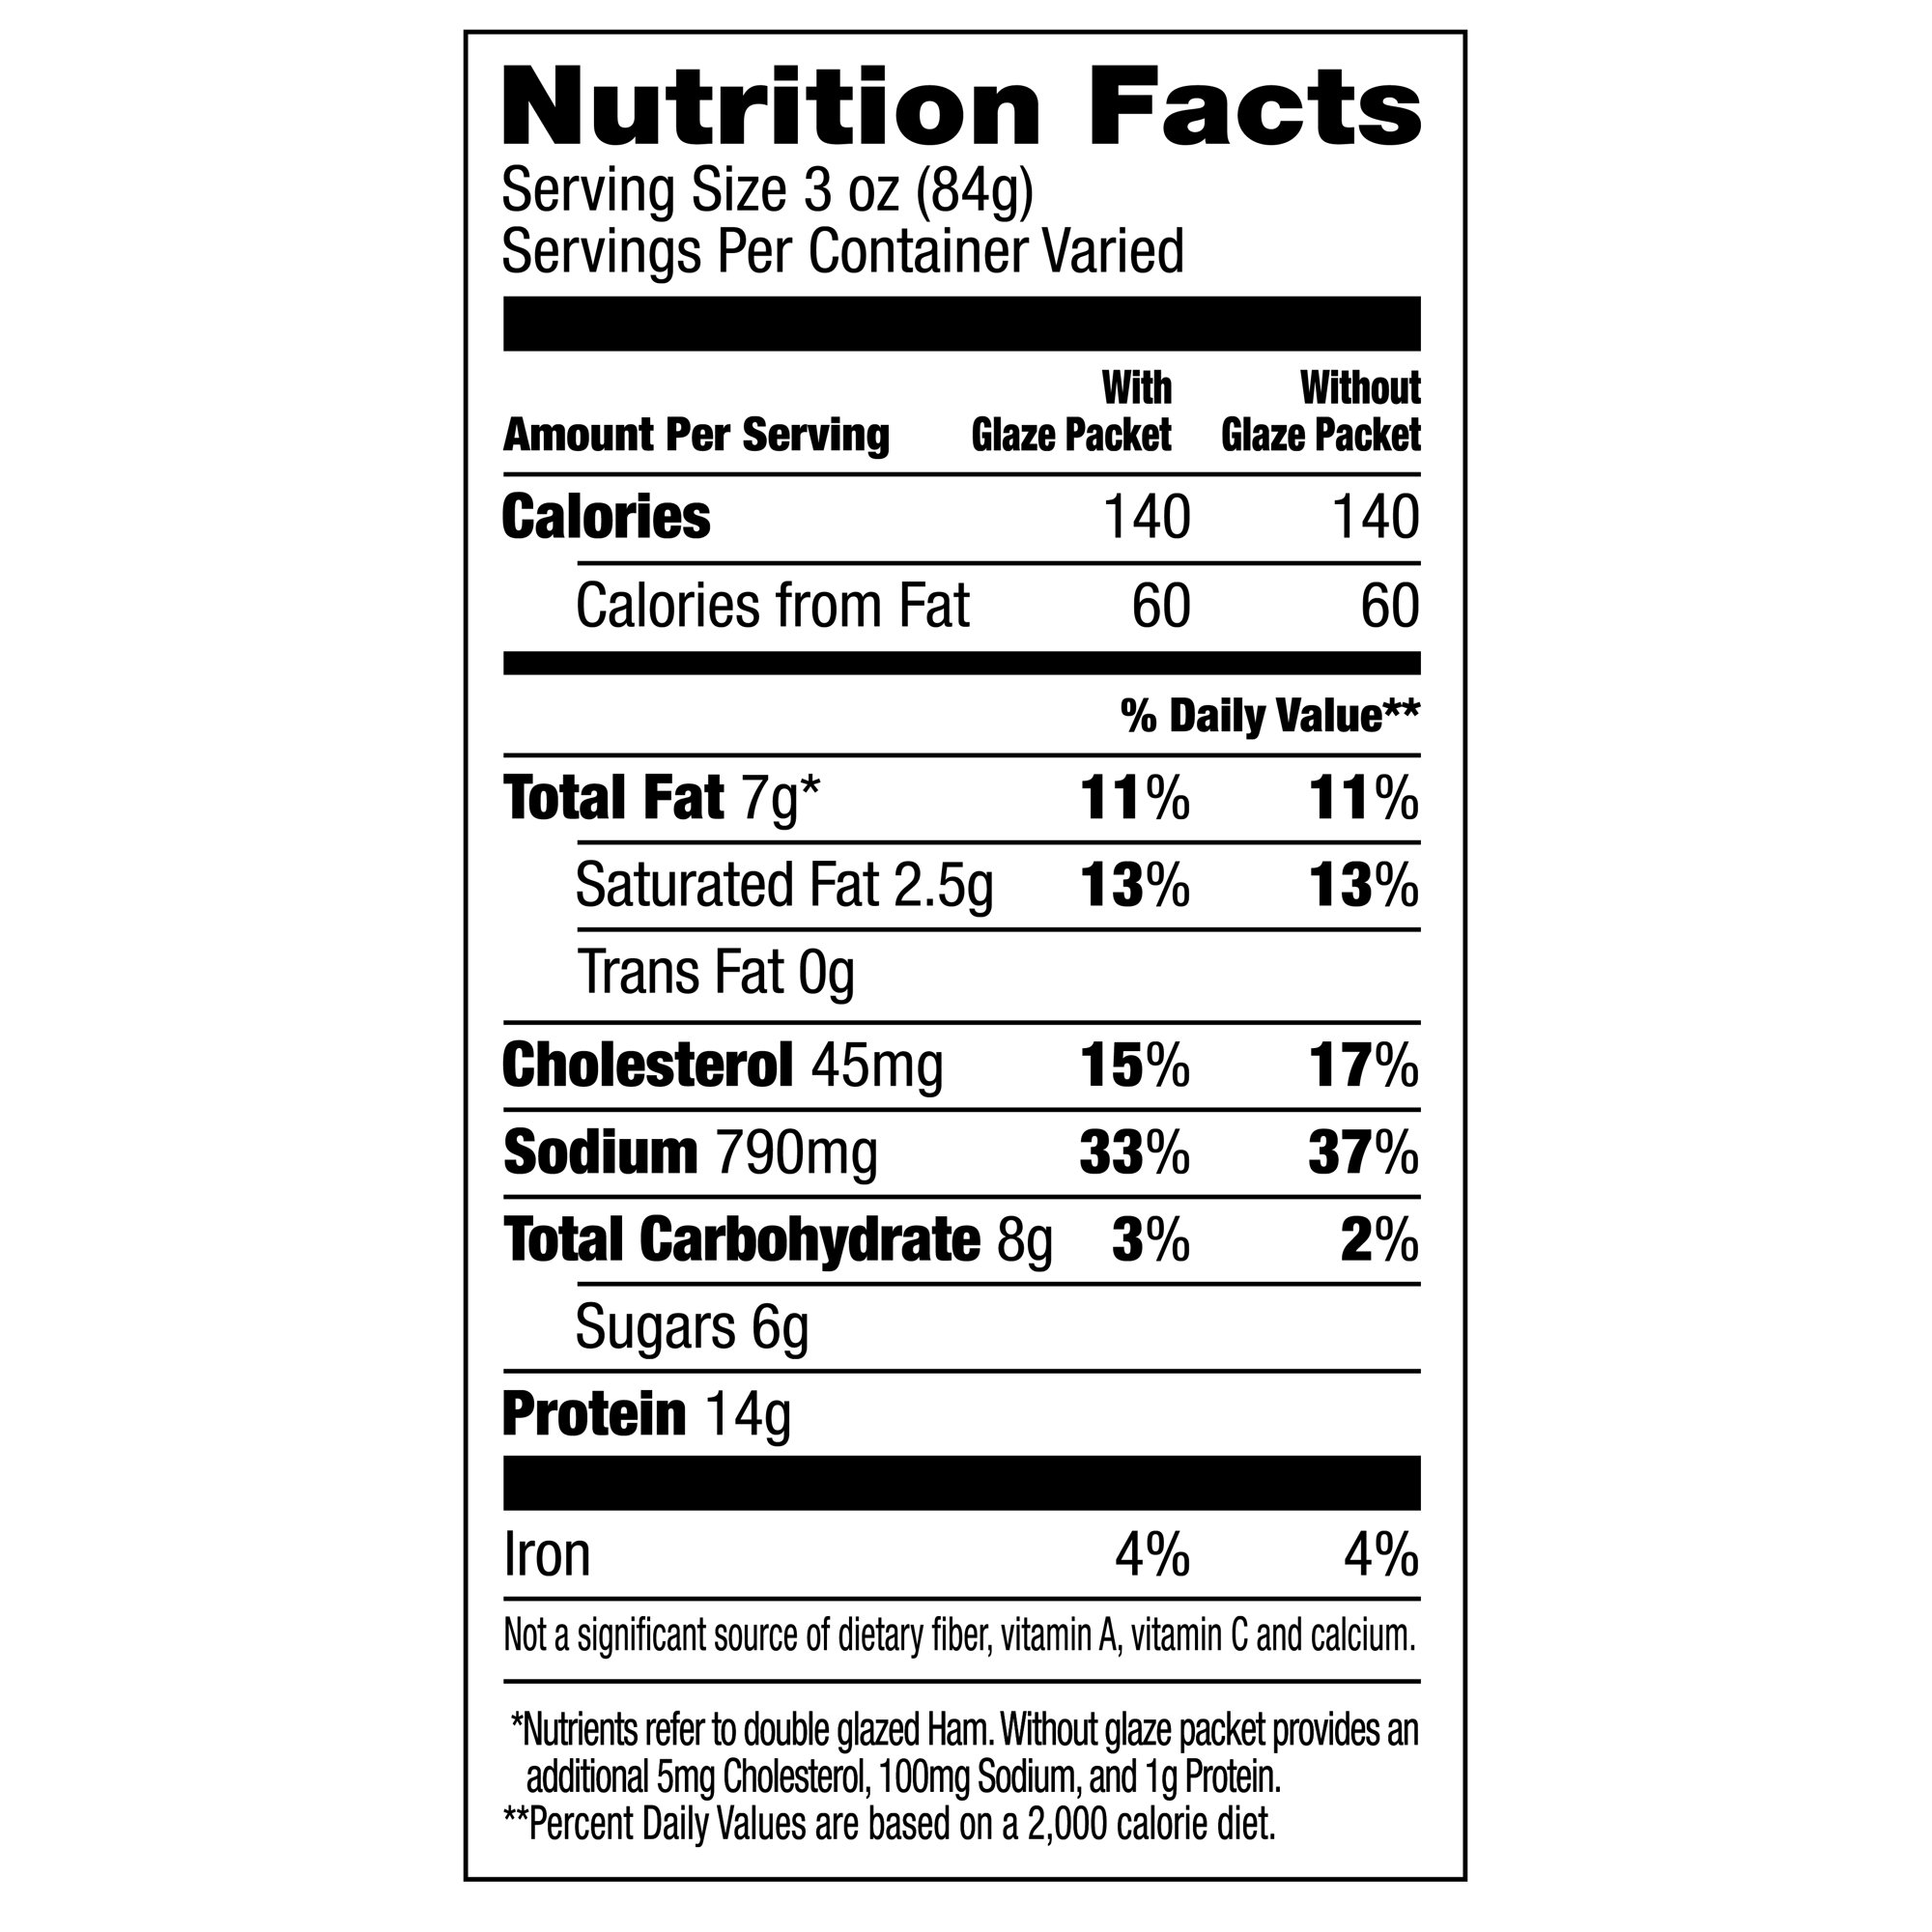 Nutrition Facts
Serving Size 3 oz (84g)
Servings Per Container Varied
With Without
Amount Per Serving Glaze Packet Glaze Packet
Calories 140 140
Calories from Fat 60 60
% Daily Value**
Total Fat 7g* 11% 11%
Saturated Fat 2.5g 13% 13%
Trans Fat 0g
Cholesterol 45mg 15% 17%
Sodium 790mg 33% 37%
Total Carbohydrate 8g 3% 2%
Sugars 6g
Protein 14g
Iron 4% 4%
Not a significant source of dietary fiber, vitamin A, vitamin C and calcium.
*Nutrients refer to double glazed Ham. Without glaze packet provides an
additional 5mg Cholesterol, 100mg Sodium, and 1g Protein.
**Percent Daily Values are based on a 2,000 calorie diet.